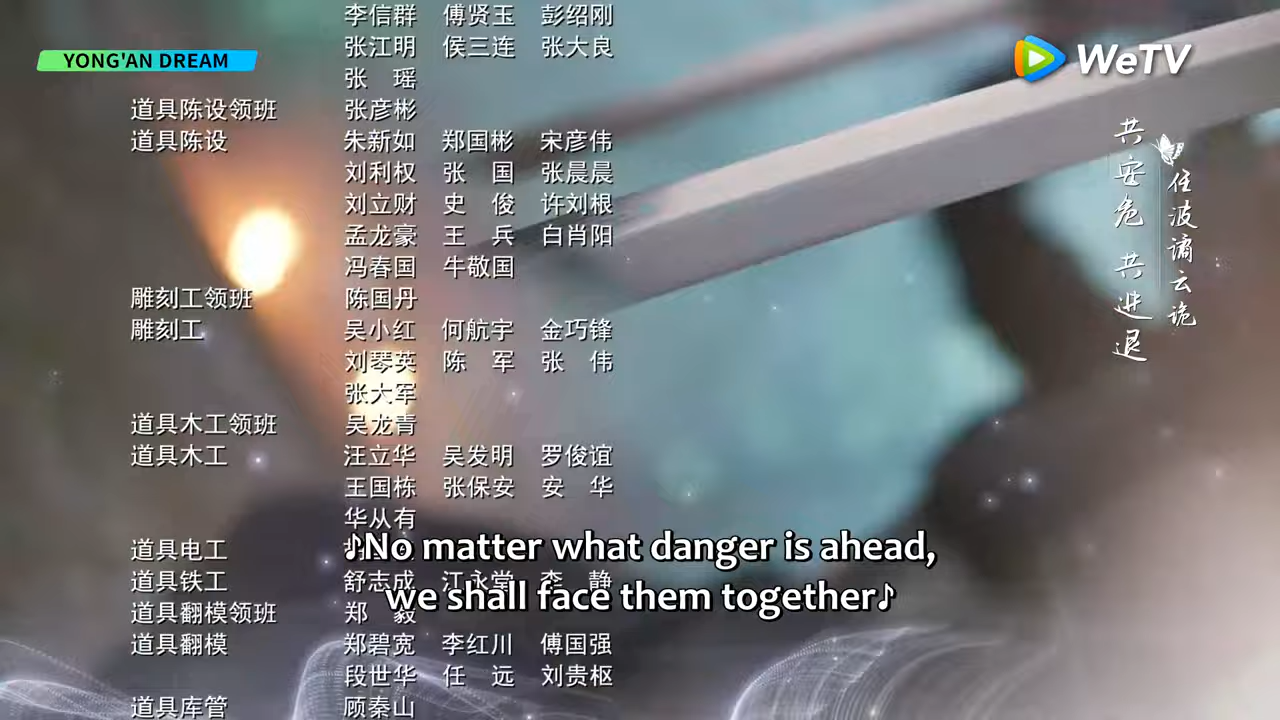 李信群 傅贤玉 彭绍刚
YONG'AN DREAM
WeTV
张江明 侯三连 张大良
张 瑶
道具陈设领班 张彦彬
道具陈设 朱新如 郑国彬 宋彦伟
刘利权 张 国 张晨晨
刘立财 史 俊 许刘根
孟龙豪 王 兵 白肖阳
冯春国 牛敬国
雕刻工领班 陈国丹
雕刻工 吴小红 何航宇 金巧锋
刘琴英 陈 军 张 伟
张大军
道具木工领班 吴龙青
道具木工 汪立华 吴发明 罗俊谊
王国栋 张保安 安 华
华从有
道具电工
道具铁工 舒志成 江永堂 李 静
道具翻模领班 郑 毅
道具翻模 郑碧宽 李红川 傅国强
段世华 任 远 刘贵枢
道具库管 顾秦山
任波谲云诡
共安危 共进退
♪No matter what danger is ahead,
we shall face them together♪